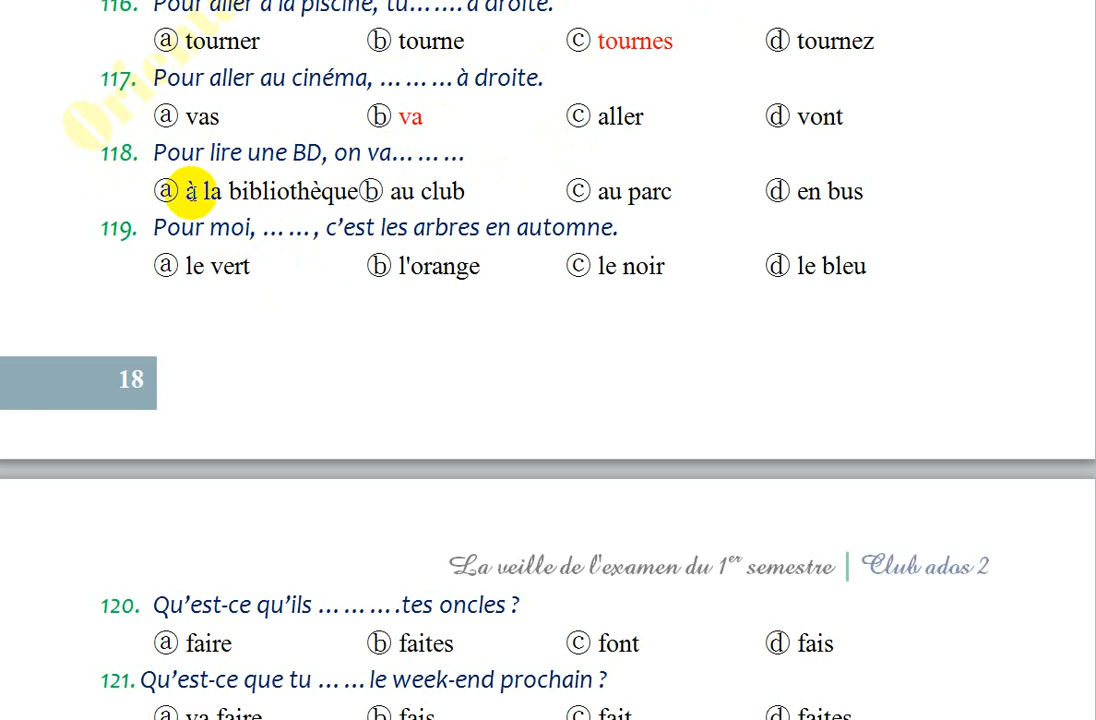 116. Pour aller à la piscine, tu....... à droite.
ⓐ tourner ⓑ tourne ⓒ tournes ⓓ tournez
117. Pour aller au cinéma, ... ... ... à droite.
ⓐ vas ⓑ va ⓒ aller ⓓ vont
118. Pour lire une BD, on va... ... ...
ⓐ à la bibliothèque ⓑ au club ⓒ au parc ⓓ en bus
119. Pour moi, ... ... , c'est les arbres en automne.
ⓐ le vert ⓑ l'orange ⓒ le noir ⓓ le bleu
18
La veille de l'examen du 1er semestre | Club ados 2
120. Qu'est-ce qu'ils ... ... ... .tes oncles ?
ⓐ faire ⓑ faites ⓒ font ⓓ fais
121. Qu'est-ce que tu ... ... le week-end prochain ?
ⓐ va faire ⓑ fais ⓒ fait ⓓ faites